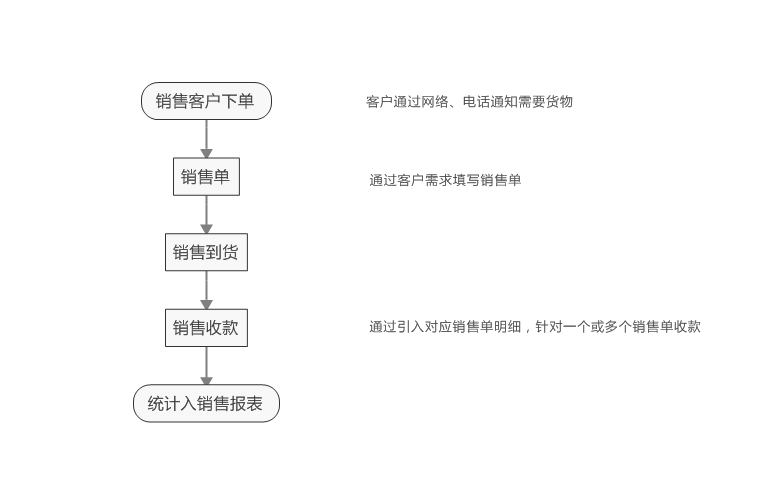 销售客户下单
客户通过网络、电话通知需要货物
销售单
通过客户需求填写销售单
销售到货
销售收款
通过引入对应销售单明细，针对一个或多个销售单收款
统计入销售报表